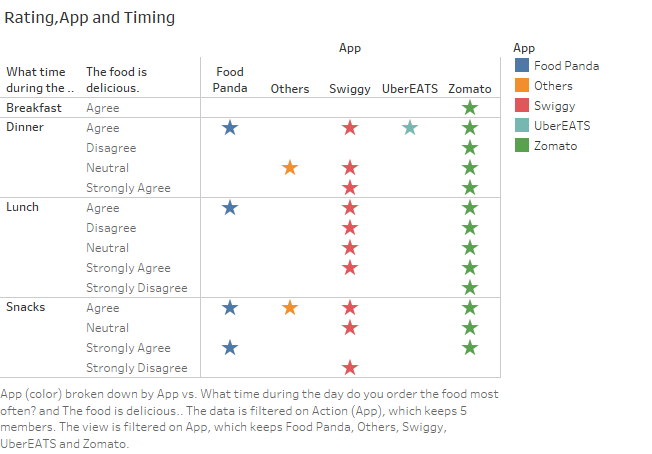 Rating,App and Timing
App
What time during the ..
The food is delicious.
Food Panda
Others
Swiggy
UberEATS
Zomato
Breakfast
Agree
Dinner
Agree
Disagree
Neutral
Strongly Agree
Lunch
Agree
Disagree
Neutral
Strongly Agree
Strongly Disagree
Snacks
Agree
Neutral
Strongly Agree
Strongly Disagree
App
Food Panda
Others
Swiggy
UberEATS
Zomato
App (color) broken down by App vs. What time during the day do you order the food most
often? and The food is delicious.. The data is filtered on Action (App), which keeps 5
members. The view is filtered on App, which keeps Food Panda, Others, Swiggy,
UberEATS and Zomato.